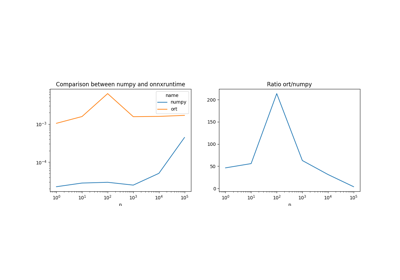 Comparison between numpy and onnxruntime
name
numpy
ort
10⁻³
10⁻⁴
10⁰ 10¹ 10² 10³ 10⁴ 10⁵
n
Ratio ort/numpy
200
150
100
50
0
10⁰ 10¹ 10² 10³ 10⁴ 10⁵
n